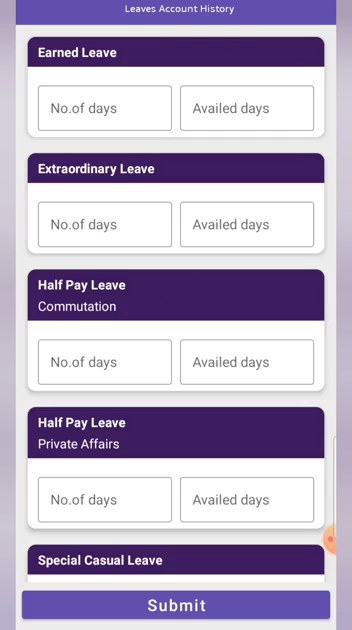 Leaves Account History
Earned Leave
No.of days
Availed days
Extraordinary Leave
No.of days
Availed days
Half Pay Leave
Commutation
No.of days
Availed days
Half Pay Leave
Private Affairs
No.of days
Availed days
Special Casual Leave
Submit